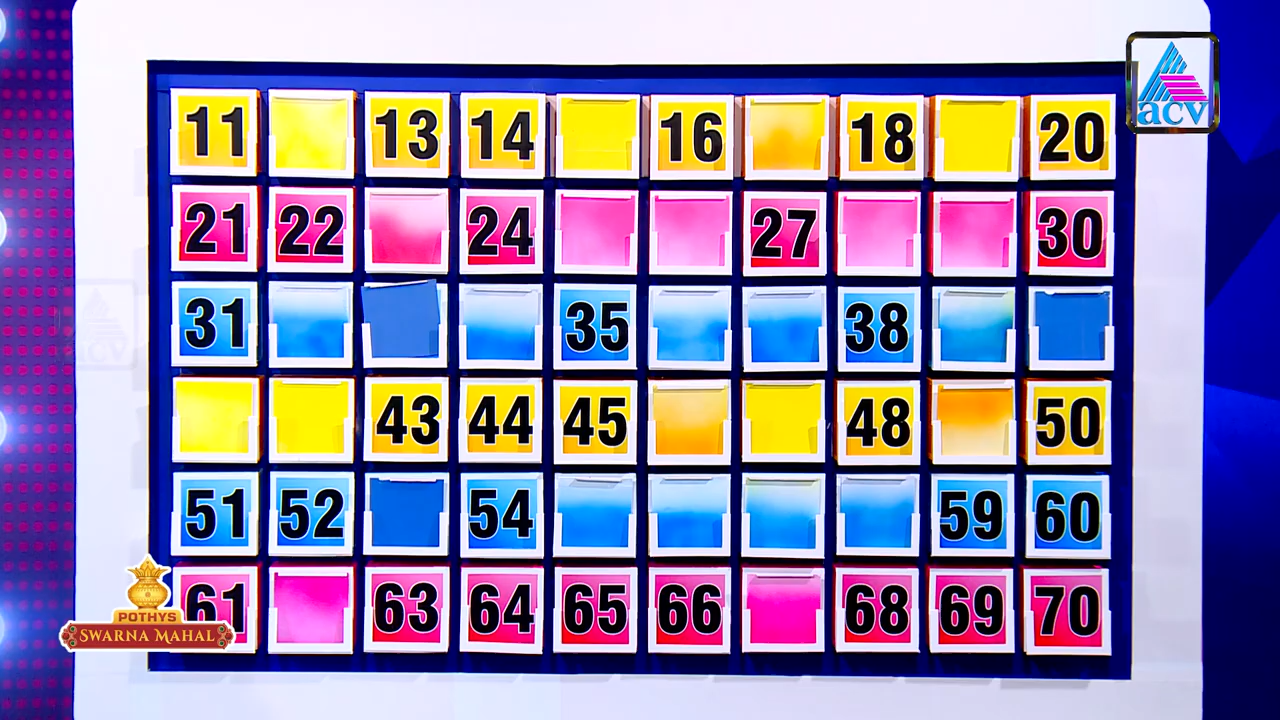 acv
11 13 14 16 18 20
21 22 24 27 30
31 35 38
43 44 45 48 50
51 52 54 59 60
61 63 64 65 66 68 69 70
POTHYS
SWARNA MAHAL
acv